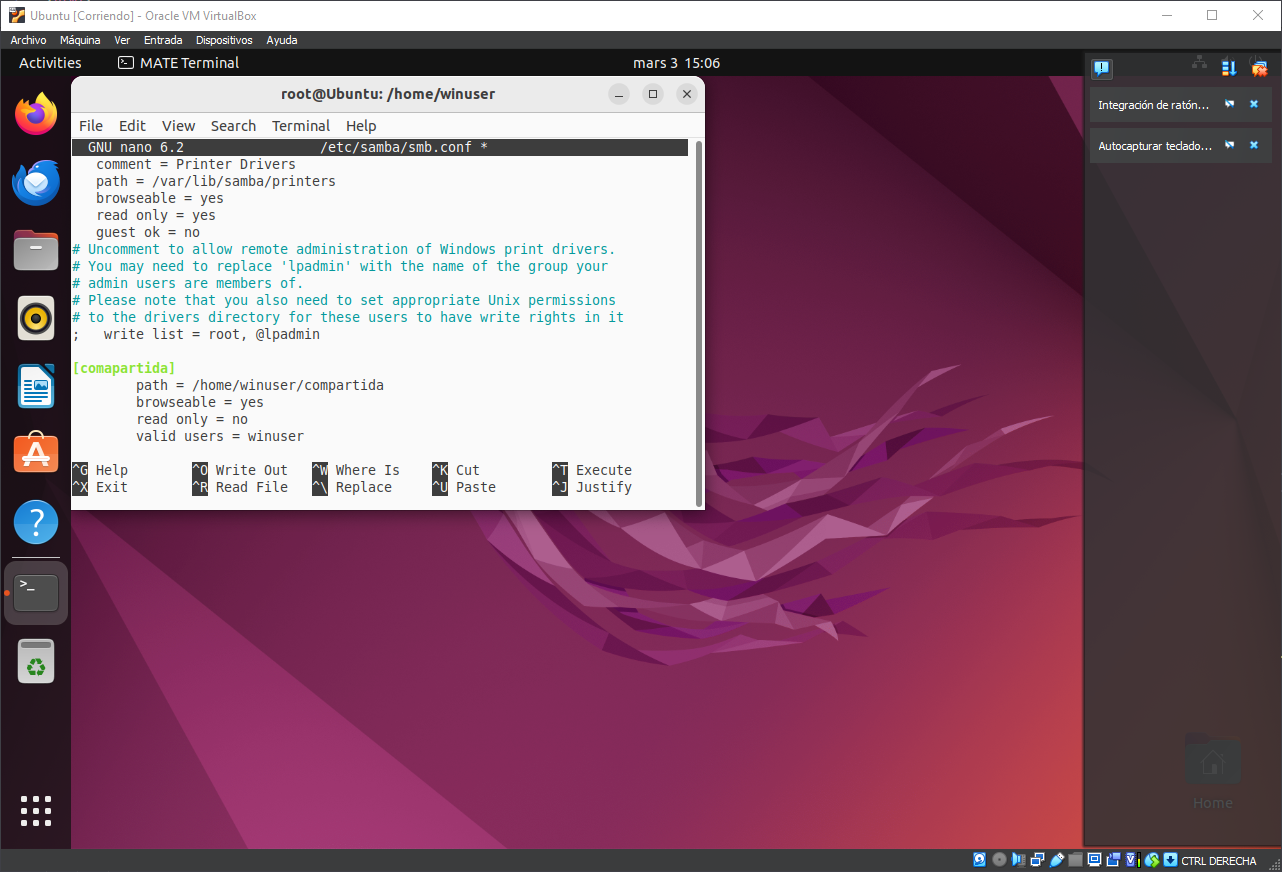 Ubuntu [Corriendo] - Oracle VM VirtualBox
Archivo Máquina Ver Entrada Dispositivos Ayuda
Activities MATE Terminal mars 3 15:06
root@Ubuntu: /home/winuser
File Edit View Search Terminal Help
GNU nano 6.2 /etc/samba/smb.conf *
comment = Printer Drivers
path = /var/lib/samba/printers
browseable = yes
read only = yes
guest ok = no
# Uncomment to allow remote administration of Windows print drivers.
# You may need to replace 'lpadmin' with the name of the group your
# admin users are members of.
# Please note that you also need to set appropriate Unix permissions
# to the drivers directory for these users to have write rights in it
; write list = root, @lpadmin
[comapartida]
path = /home/winuser/compartida
browseable = yes
read only = no
valid users = winuser
^G Help ^O Write Out ^W Where Is ^K Cut ^T Execute
^X Exit ^R Read File ^\ Replace ^U Paste ^J Justify
Integración de ratón...
Autocapturar teclado...
Home
CTRL DERECHA